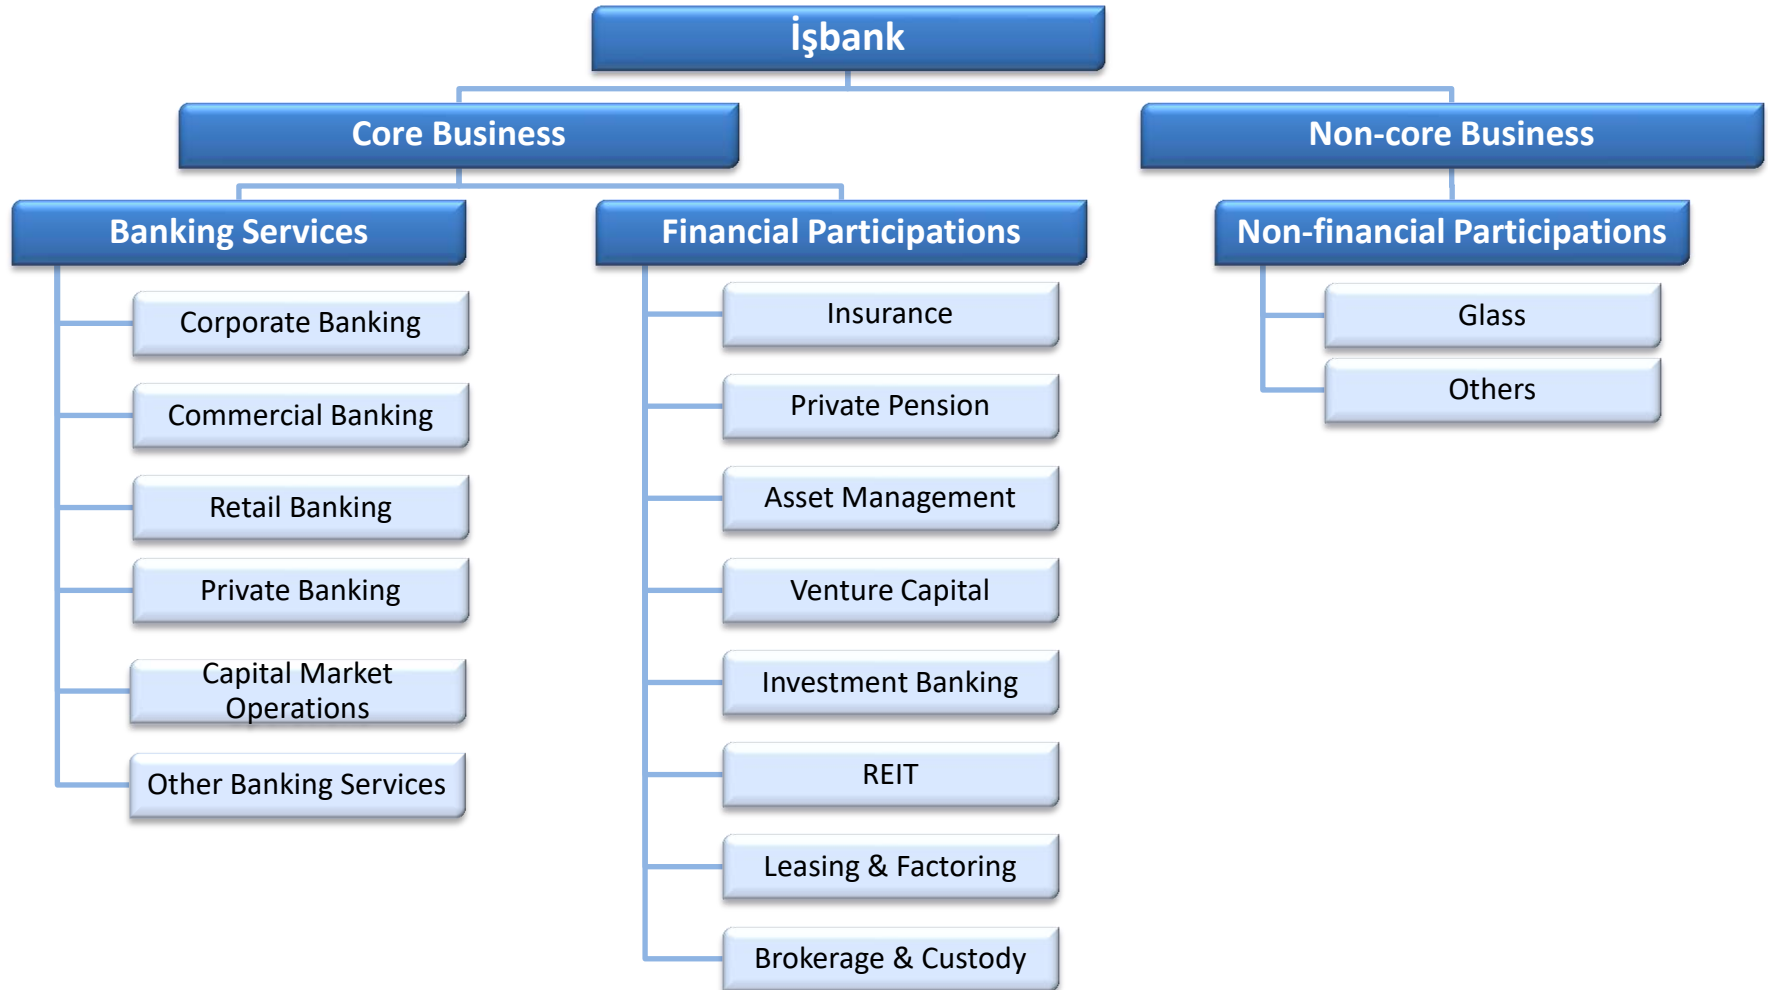 İşbank
Core Business
Non-core Business
Banking Services
Financial Participations
Non-financial Participations
Corporate Banking
Commercial Banking
Retail Banking
Private Banking
Capital Market
Operations
Other Banking Services
Insurance
Private Pension
Asset Management
Venture Capital
Investment Banking
REIT
Leasing & Factoring
Brokerage & Custody
Glass
Others